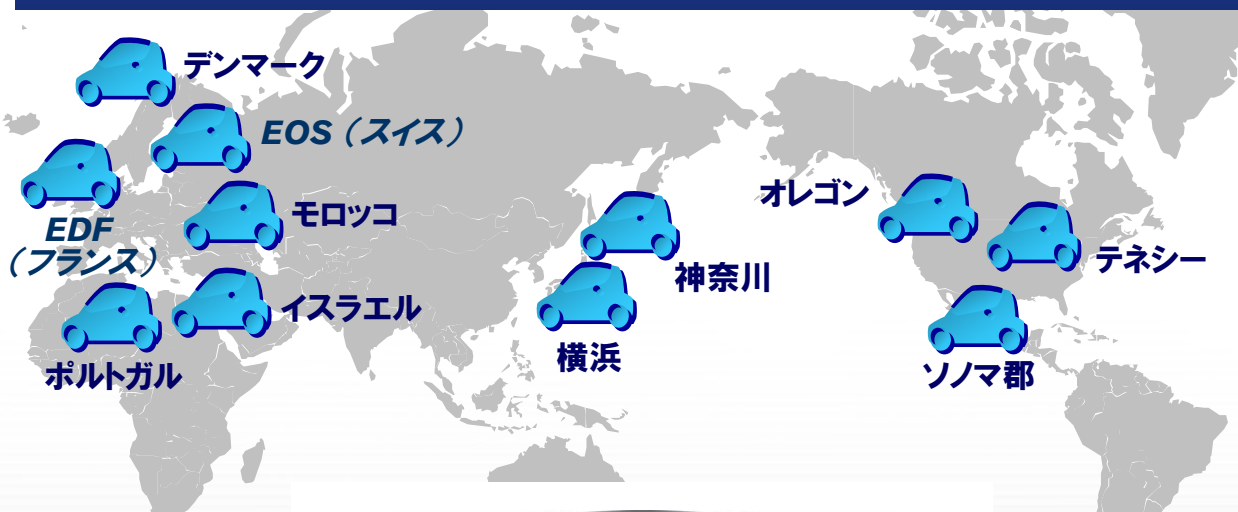 デンマーク
EOS（スイス）
EDF
（フランス）
モロッコ
イスラエル
ポルトガル
神奈川
横浜
オレゴン
テネシー
ソノマ郡